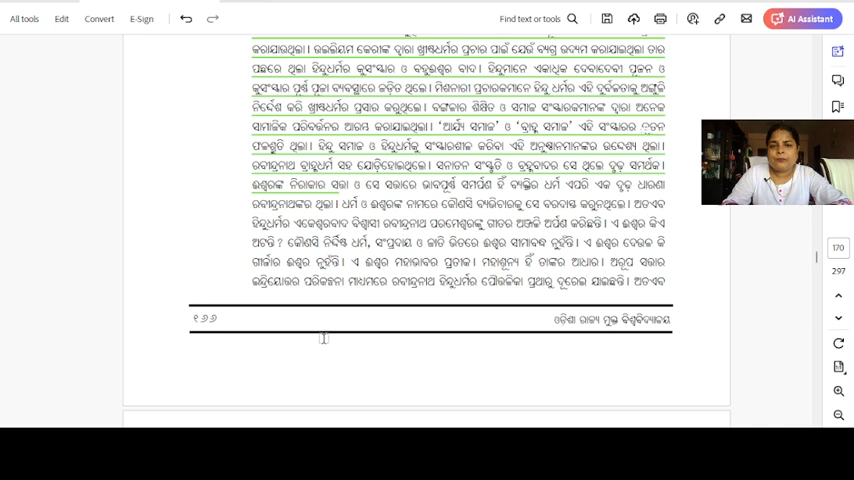 All tools Edit Convert E-Sign Find text or tools AI Assistant
କରାଯାଉଥିଲା। ଉଇଲିୟମ କେରୀଙ୍କ ଦ୍ୱାରା ଖ୍ରୀଷ୍ଟଧର୍ମର ପ୍ରଚାର ପାଇଁ ଯେଉଁ ବ୍ୟଗ୍ର ଉଦ୍ୟମ କରାଯାଇଥିଲା ତାର
ପଛରେ ଥିଲା ହିନ୍ଦୁଧର୍ମର କୁସଂସ୍କାର ଓ ବହୁଈଶ୍ୱର ବାଦ। ହିନ୍ଦୁମାନେ ଏକାଧିକ ଦେବାଦେବୀ ପୂଜନ ଓ
କୁସଂସ୍କାର ପୂର୍ଣ୍ଣ ପୂଜା ବ୍ୟବସ୍ଥାରେ ଜଡ଼ିତ ଥିଲେ। ମିଶନାରୀ ପ୍ରଚାରକମାନେ ହିନ୍ଦୁ ଧର୍ମର ଏହି ଦୁର୍ବଳତାକୁ ଅଙ୍ଗୁଳି
ନିର୍ଦ୍ଦେଶ କରି ଖ୍ରୀଷ୍ଟଧର୍ମର ପ୍ରସାର କରୁଥିଲେ। ବଙ୍ଗଳାର ଶିକ୍ଷିତ ଓ ସମାଜ ସଂସ୍କାରକମାନଙ୍କ ଦ୍ୱାରା ଅନେକ
ସାମାଜିକ ପରିବର୍ତ୍ତନର ଆରମ୍ଭ କରାଯାଇଥିଲା। ‘ଆର୍ଯ୍ୟ ସମାଜ’ ଓ ‘ବ୍ରାହ୍ମ ସମାଜ’ ଏହି ସଂସ୍କାରର ନୂତନ
ଫଳଶ୍ରୁତି ଥିଲା। ହିନ୍ଦୁ ସମାଜ ଓ ହିନ୍ଦୁଧର୍ମକୁ ସଂସ୍କାରଶୀଳ କରିବା ଏହି ଅନୁଷ୍ଠାନମାନଙ୍କର ଉଦ୍ଦେଶ୍ୟ ଥିଲା।
ରବୀନ୍ଦ୍ରନାଥ ବ୍ରାହ୍ମଧର୍ମ ସହ ଯୋଡ଼ିହୋଇଥିଲେ। ସନାତନ ସଂସ୍କୃତି ଓ ବ୍ରହ୍ମବାଦର ସେ ଥିଲେ ଦୃଢ଼ ସମର୍ଥକ।
ଈଶ୍ୱରଙ୍କ ନିରାକାର ସତ୍ତା ଓ ସେ ସତ୍ତାରେ ଭାବପୂର୍ଣ୍ଣ ସମର୍ପଣ ହିଁ ବ୍ୟକ୍ତିର ଧର୍ମ ଏପରି ଏକ ଦୃଢ଼ ଧାରଣା
ରବୀନ୍ଦ୍ରନାଥଙ୍କର ଥିଲା। ଧର୍ମ ଓ ଈଶ୍ୱରଙ୍କ ନାମରେ କୌଣସି ବ୍ୟଭିଚାରକୁ ସେ ବରଦାସ୍ତ କରୁନଥିଲେ। ଅତଏବ
ହିନ୍ଦୁଧର୍ମର ଏକେଶ୍ୱରବାଦ ବିଶ୍ୱାସୀ ରବୀନ୍ଦ୍ରନାଥ ପରମେଶ୍ୱରଙ୍କୁ ଗୀତର ଅଞ୍ଜଳି ଅର୍ପଣ କରିଛନ୍ତି। ଏ ଈଶ୍ୱର କିଏ
ଅଟନ୍ତି? କୌଣସି ନିର୍ଦ୍ଦିଷ୍ଟ ଧର୍ମ, ସଂପ୍ରଦାୟ ଓ ଜାତି ଭିତରେ ଈଶ୍ୱର ସୀମାବଦ୍ଧ ନୁହଁନ୍ତି। ଏ ଈଶ୍ୱର ଦେଉଳ କି
ଗୀର୍ଜାର ଈଶ୍ୱର ନୁହଁନ୍ତି। ଏ ଈଶ୍ୱର ମହାଭାବର ପ୍ରତୀକ। ମହାଶୂନ୍ୟ ହିଁ ତାଙ୍କର ଆଧାର। ଅରୂପ ସତ୍ତାର
ଇନ୍ଦ୍ରିୟୋତ୍ତର ପରିକଳ୍ପନା ମାଧ୍ୟମରେ ରବୀନ୍ଦ୍ରନାଥ ହିନ୍ଦୁଧର୍ମର ପୌତ୍ତଳିକା ପ୍ରଥାରୁ ଦୂରେଇ ଯାଇଛନ୍ତି। ଅତଏବ
୧୬୬ ଓଡ଼ିଶା ରାଜ୍ୟ ମୁକ୍ତ ବିଶ୍ୱବିଦ୍ୟାଳୟ
170
297